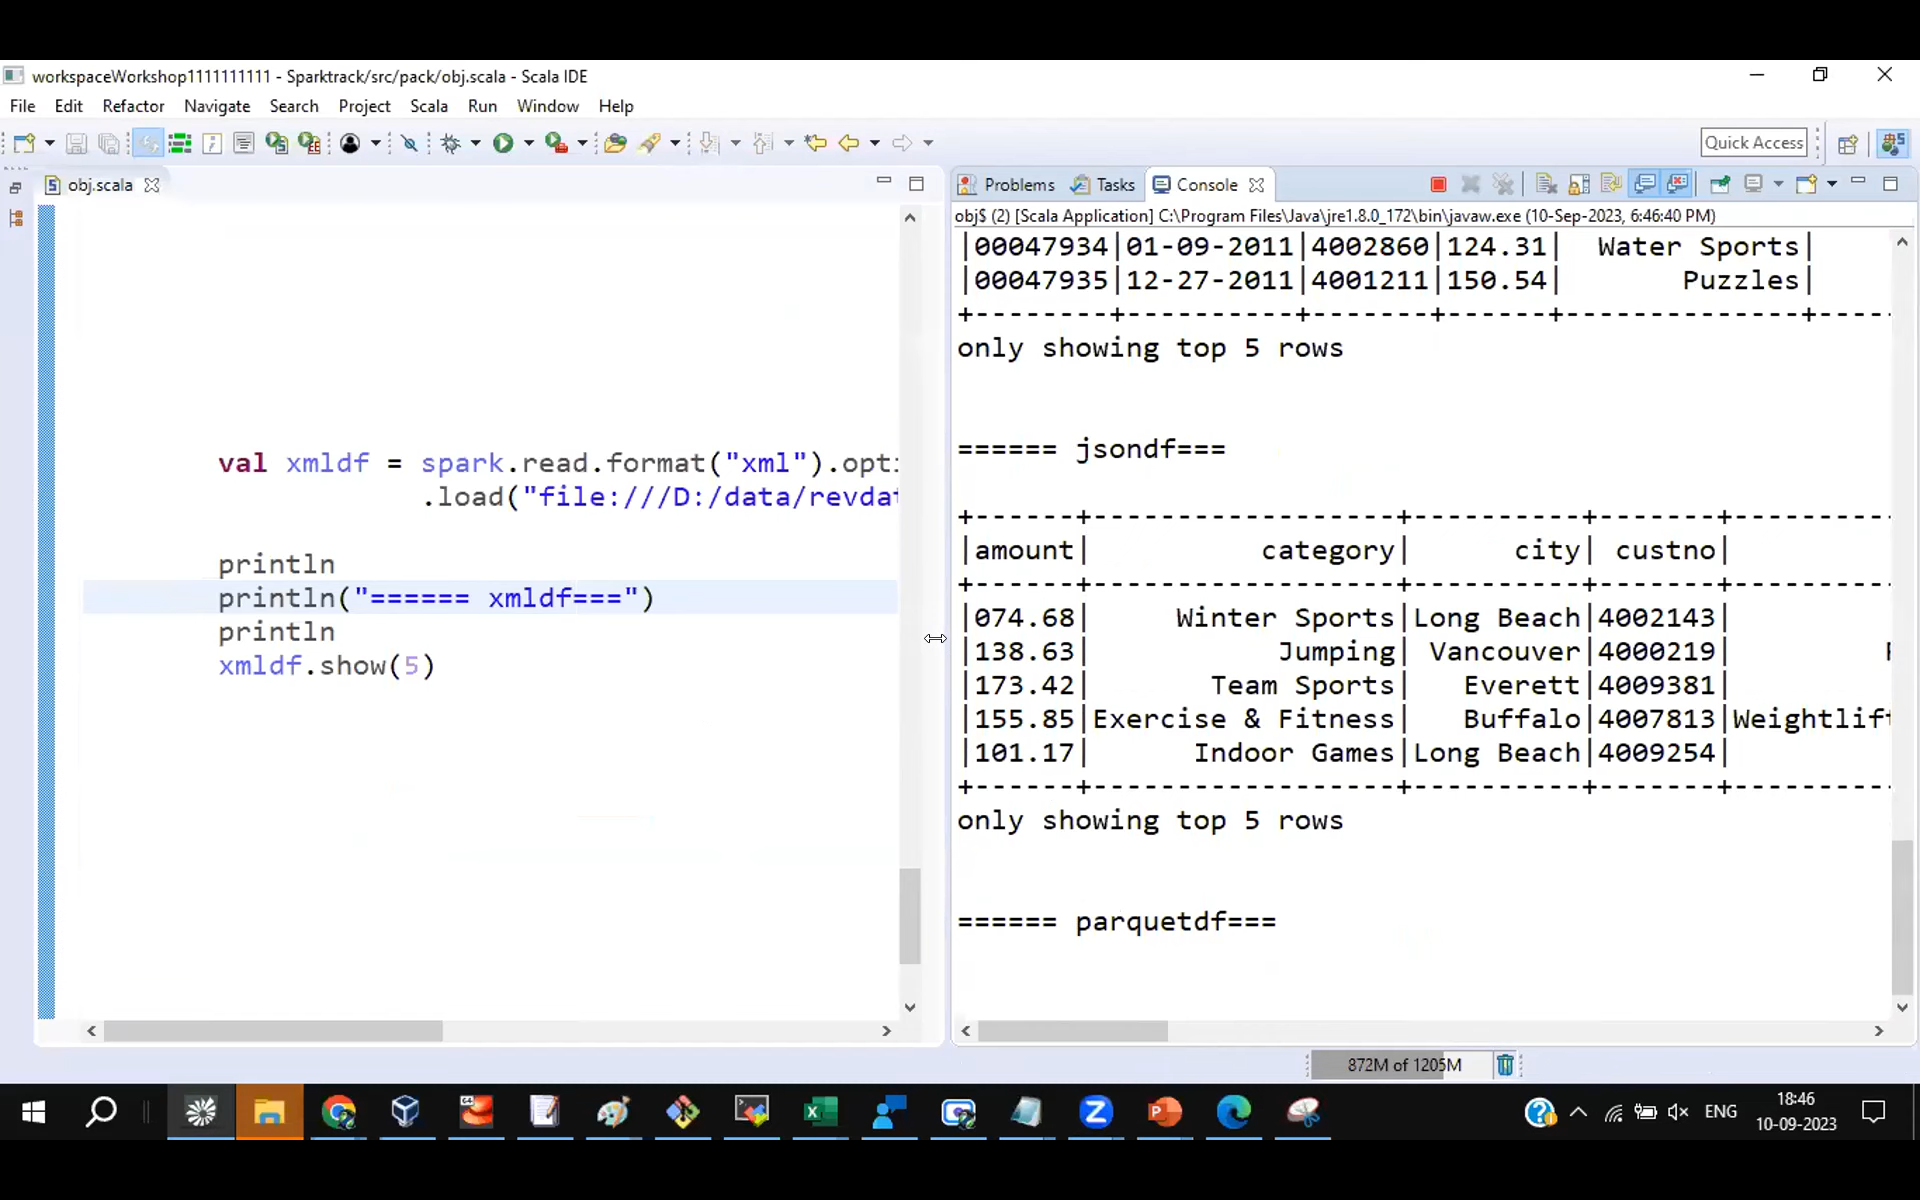 workspaceWorkshop1111111111 - Sparktrack/src/pack/obj.scala - Scala IDE
File Edit Refactor Navigate Search Project Scala Run Window Help
Quick Access
obj.scala
val xmldf = spark.read.format("xml").opti
.load("file:///D:/data/revdat
println
println("====== xmldf===")
println
xmldf.show(5)
Problems Tasks Console
obj$ (2) [Scala Application] C:\Program Files\Java\jre1.8.0_172\bin\javaw.exe (10-Sep-2023, 6:46:40 PM)
|00047934|01-09-2011|4002860|124.31| Water Sports|
|00047935|12-27-2011|4001211|150.54| Puzzles|
+--------+----------+-------+------+--------------+-----
only showing top 5 rows
====== jsondf===
+------+------------------+----------+-------+----------
|amount| category| city| custno|
+------+------------------+----------+-------+----------
|074.68| Winter Sports|Long Beach|4002143|
|138.63| Jumping| Vancouver|4000219|
|173.42| Team Sports| Everett|4009381|
|155.85|Exercise & Fitness| Buffalo|4007813|Weightlift
|101.17| Indoor Games|Long Beach|4009254|
+------+------------------+----------+-------+----------
only showing top 5 rows
====== parquetdf===
872M of 1205M
ENG
18:46
10-09-2023